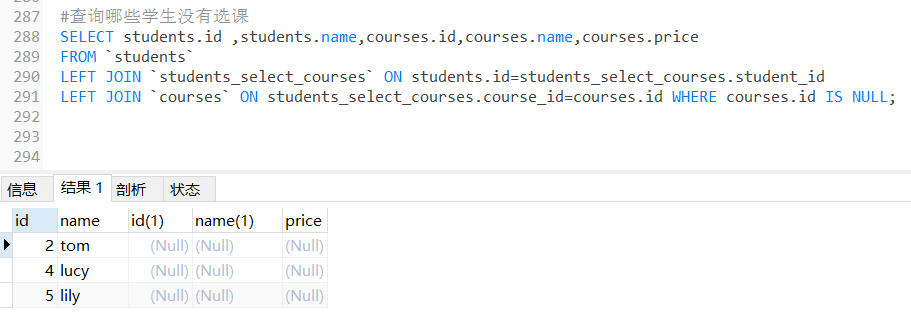 287 #查询哪些学生没有选课
288 SELECT students.id ,students.name,courses.id,courses.name,courses.price
289 FROM `students`
290 LEFT JOIN `students_select_courses` ON students.id=students_select_courses.student_id
291 LEFT JOIN `courses` ON students_select_courses.course_id=courses.id WHERE courses.id IS NULL;
292
293
294
信息 结果 1 剖析 状态
id name id(1) name(1) price
2 tom (Null) (Null) (Null)
4 lucy (Null) (Null) (Null)
5 lily (Null) (Null) (Null)